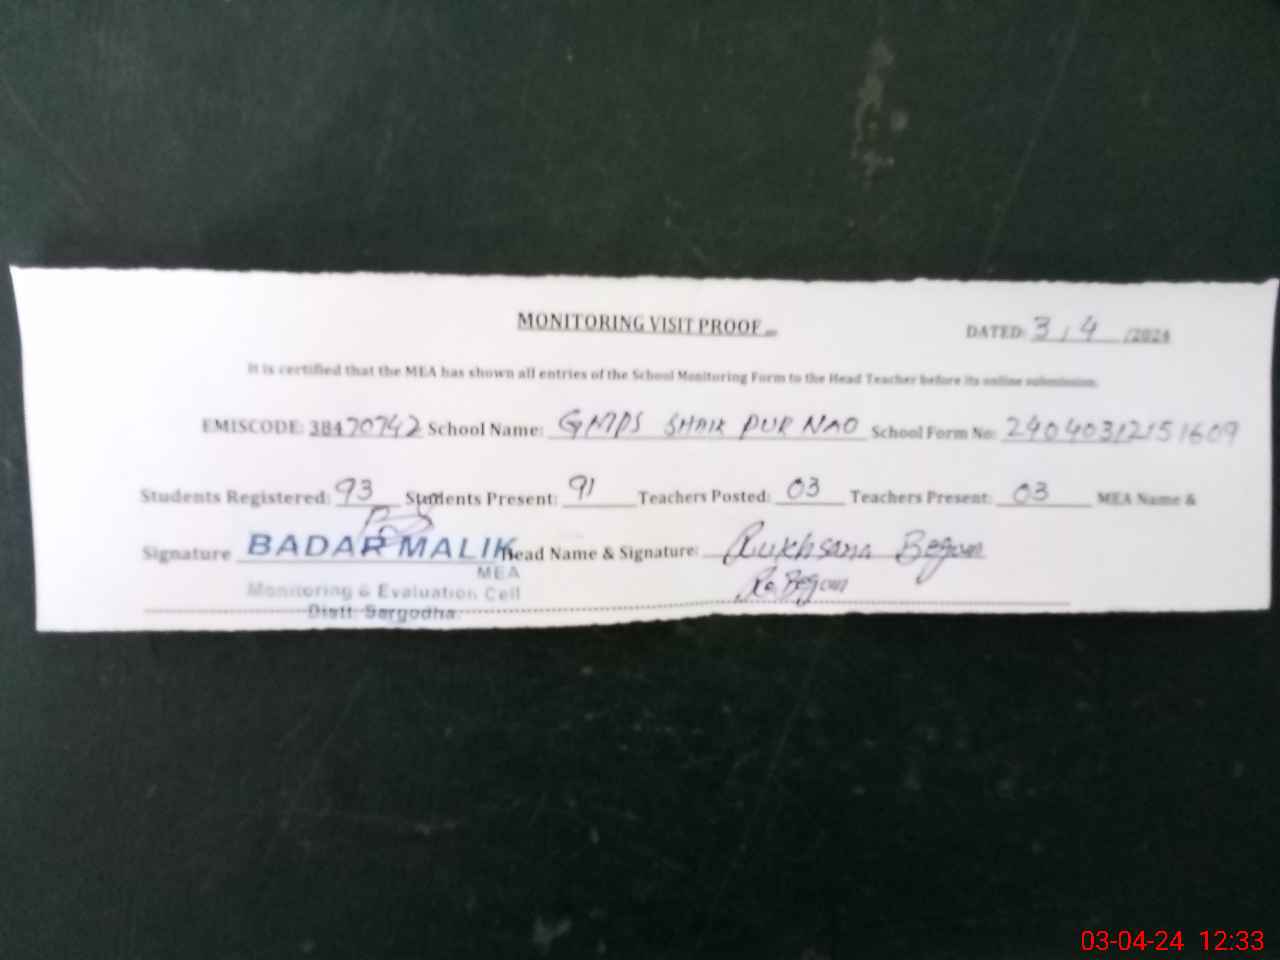 MONITORING VISIT PROOF
DATED: 3/4/2024
It is certified that the MEA has shown all entries of the School Monitoring Form to the Head Teacher before its online submission.
EMISCODE: 38470742 School Name: GMPS SHAIK PUR NAO School Form No: 29040312151609
Students Registered: 93 Students Present: 91 Teachers Posted: 03 Teachers Present: 03 MEA Name &
Signature BADAR MALIK Head Name & Signature: Rukhsana Begum
MEA
Monitoring & Evaluation Cell
Distt: Sargodha
03-04-24 12:33